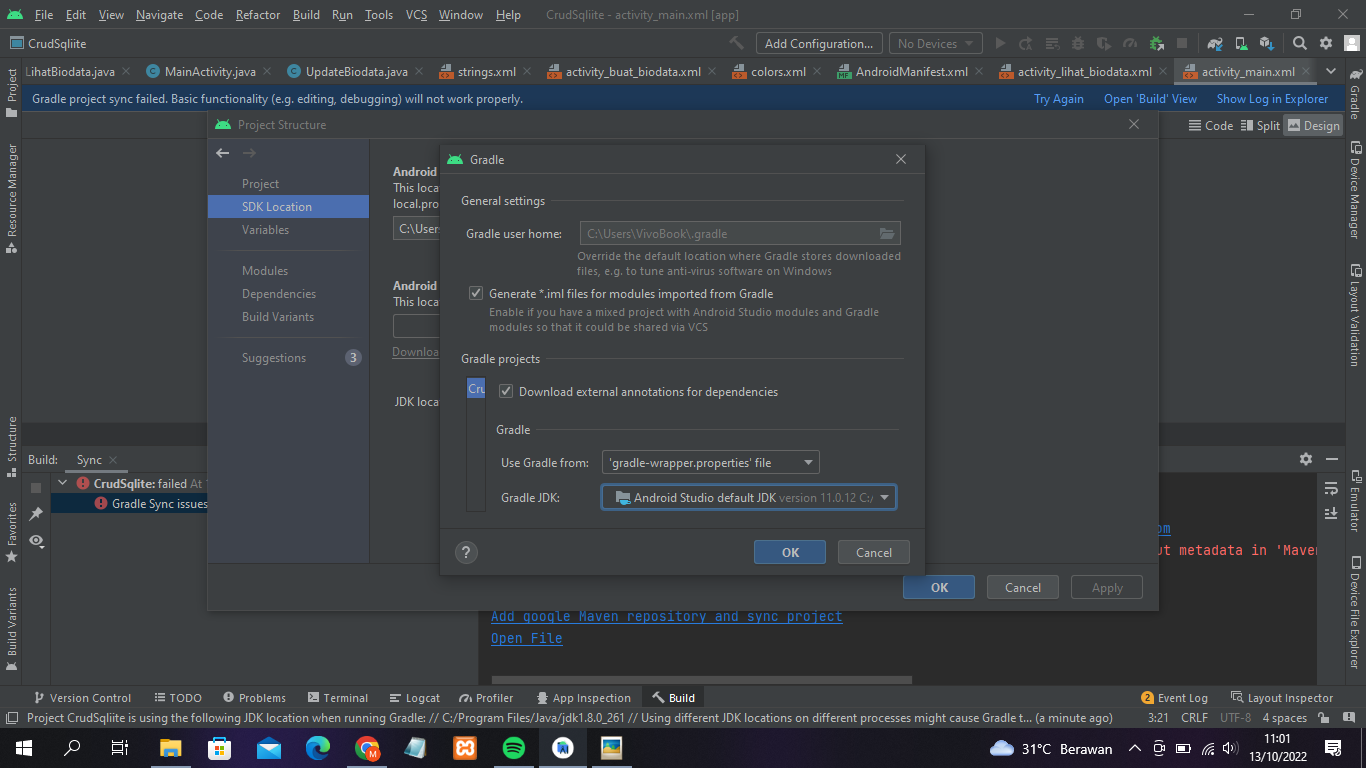 File Edit View Navigate Code Refactor Build Run Tools VCS Window Help CrudSqliite - activity_main.xml [app]
CrudSqliite Add Configuration... No Devices
LihatBiodata.java MainActivity.java UpdateBiodata.java strings.xml activity_buat_biodata.xml colors.xml AndroidManifest.xml activity_lihat_biodata.xml activity_main.xml
Gradle project sync failed. Basic functionality (e.g. editing, debugging) will not work properly. Try Again Open 'Build' View Show Log in Explorer
Code Split Design
Project
Resource Manager
Structure
Favorites
Build Variants
Project Structure
Project
SDK Location
Variables
Modules
Dependencies
Build Variants
Suggestions 3
Android
This loca
local.pro
C:\Users
Android
This loca
Download
JDK loca
Gradle
General settings
Gradle user home: C:\Users\VivoBook\.gradle
Override the default location where Gradle stores downloaded
files, e.g. to tune anti-virus software on Windows
Generate *.iml files for modules imported from Gradle
Enable if you have a mixed project with Android Studio modules and Gradle
modules so that it could be shared via VCS
Gradle projects
Cru
Download external annotations for dependencies
Gradle
Use Gradle from: 'gradle-wrapper.properties' file
Gradle JDK: Android Studio default JDK version 11.0.12 C:/
? OK Cancel
OK Cancel Apply
Gradle
Device Manager
Layout Validation
Emulator
Device File Explorer
Build: Sync
CrudSqlite: failed At
Gradle Sync issues
om
ut metadata in 'Maven
Add google Maven repository and sync project
Open File
Version Control TODO Problems Terminal Logcat Profiler App Inspection Build 2 Event Log Layout Inspector
Project CrudSqliite is using the following JDK location when running Gradle: // C:/Program Files/Java/jdk1.8.0_261 // Using different JDK locations on different processes might cause Gradle t... (a minute ago) 3:21 CRLF UTF-8 4 spaces
31°C Berawan 11:01
13/10/2022